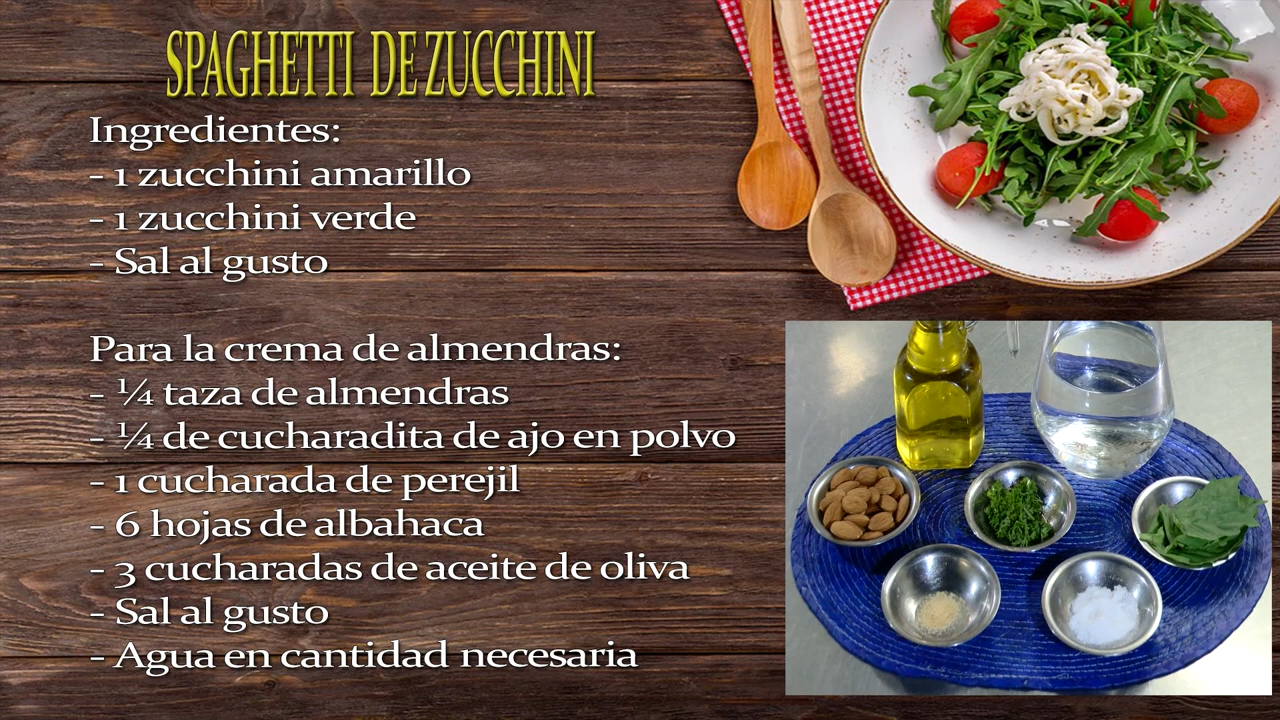 SPAGHETTI DE ZUCCHINI
Ingredientes:
- 1 zucchini amarillo
- 1 zucchini verde
- Sal al gusto
Para la crema de almendras:
- ¼ taza de almendras
- ¼ de cucharadita de ajo en polvo
- 1 cucharada de perejil
- 6 hojas de albahaca
- 3 cucharadas de aceite de oliva
- Sal al gusto
- Agua en cantidad necesaria